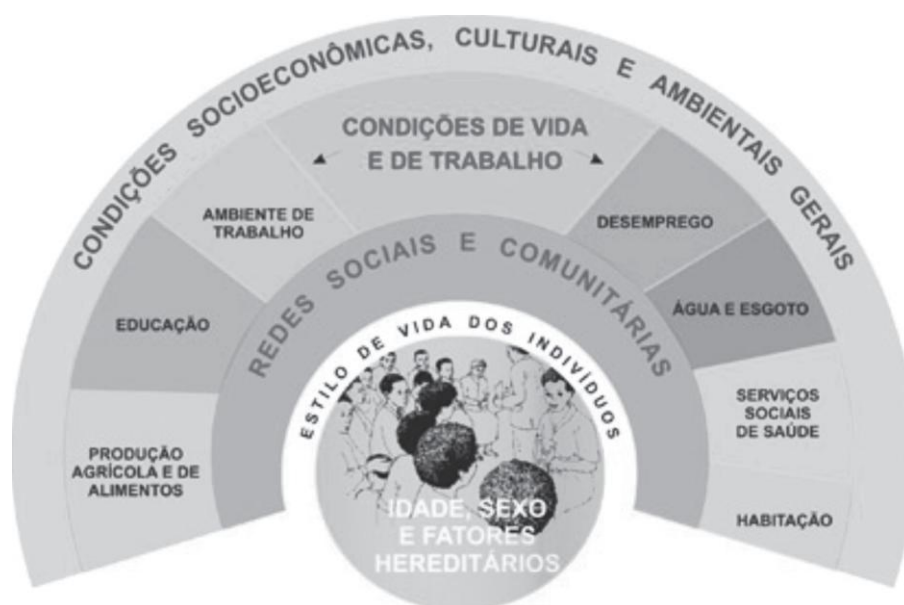 CONDIÇÕES SOCIOECONÔMICAS, CULTURAIS E AMBIENTAIS GERAIS
CONDIÇÕES DE VIDA
E DE TRABALHO
AMBIENTE DE
TRABALHO
DESEMPREGO
EDUCAÇÃO
ÁGUA E ESGOTO
PRODUÇÃO
AGRÍCOLA E DE
ALIMENTOS
SERVIÇOS
SOCIAIS
DE SAÚDE
HABITAÇÃO
REDES SOCIAIS E COMUNITÁRIAS
ESTILO DE VIDA DOS INDIVÍDUOS
IDADE, SEXO
E FATORES
HEREDITÁRIOS